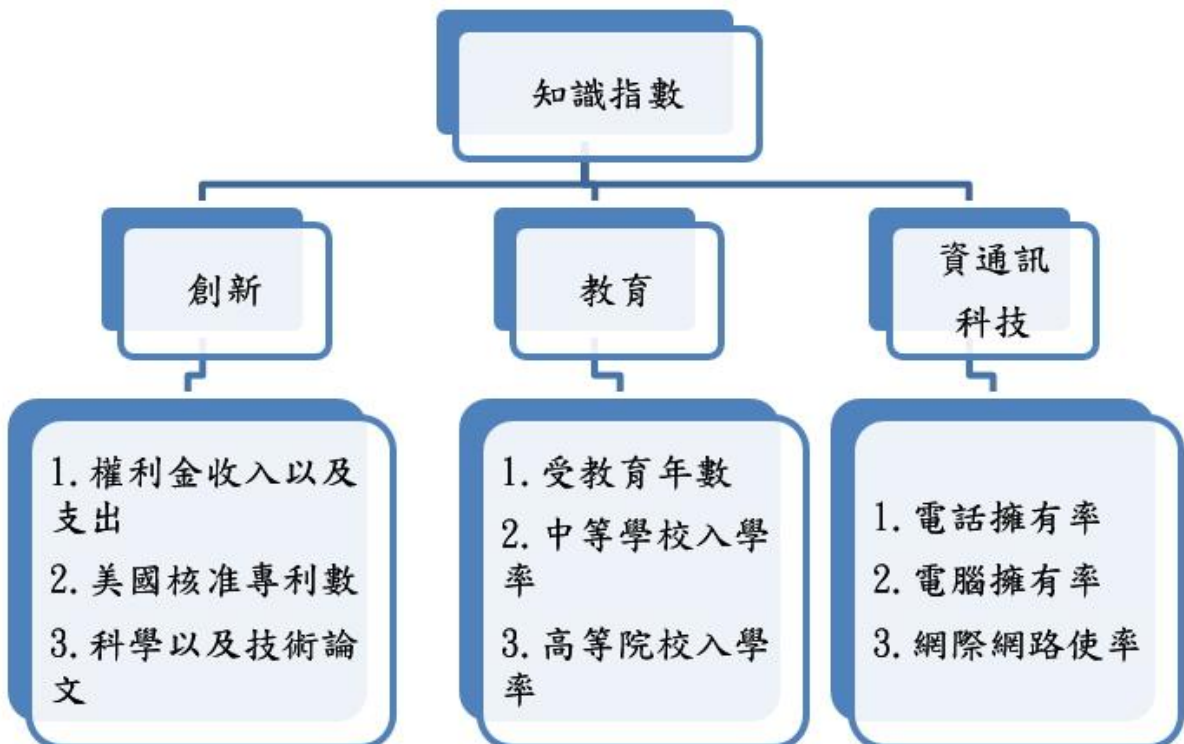 知識指數
創新
教育
資通訊
科技
1. 權利金收入以及
支出
2. 美國核准專利數
3. 科學以及技術論
文
1. 受教育年數
2. 中等學校入學
率
3. 高等院校入學
率
1. 電話擁有率
2. 電腦擁有率
3. 網際網路使率